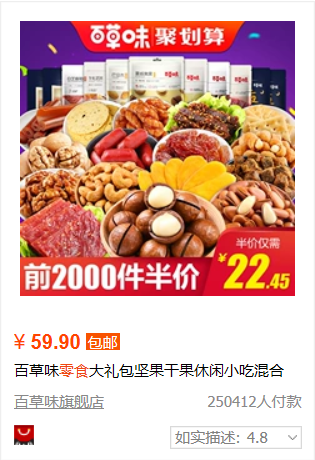 百草味 聚划算
半价仅需
前2000件半价
¥22.45
¥ 59.90 包邮
百草味零食大礼包坚果干果休闲小吃混合
百草味旗舰店 250412人付款
如实描述: 4.8